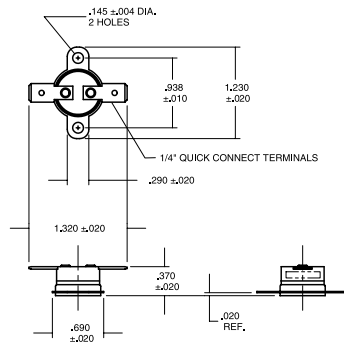 .145 ±.004 DIA.
2 HOLES
.938
±.010
1.230
±.020
1/4" QUICK CONNECT TERMINALS
.290 ±.020
1.320 ±.020
.370
±.020
.020
REF.
.690
±.020